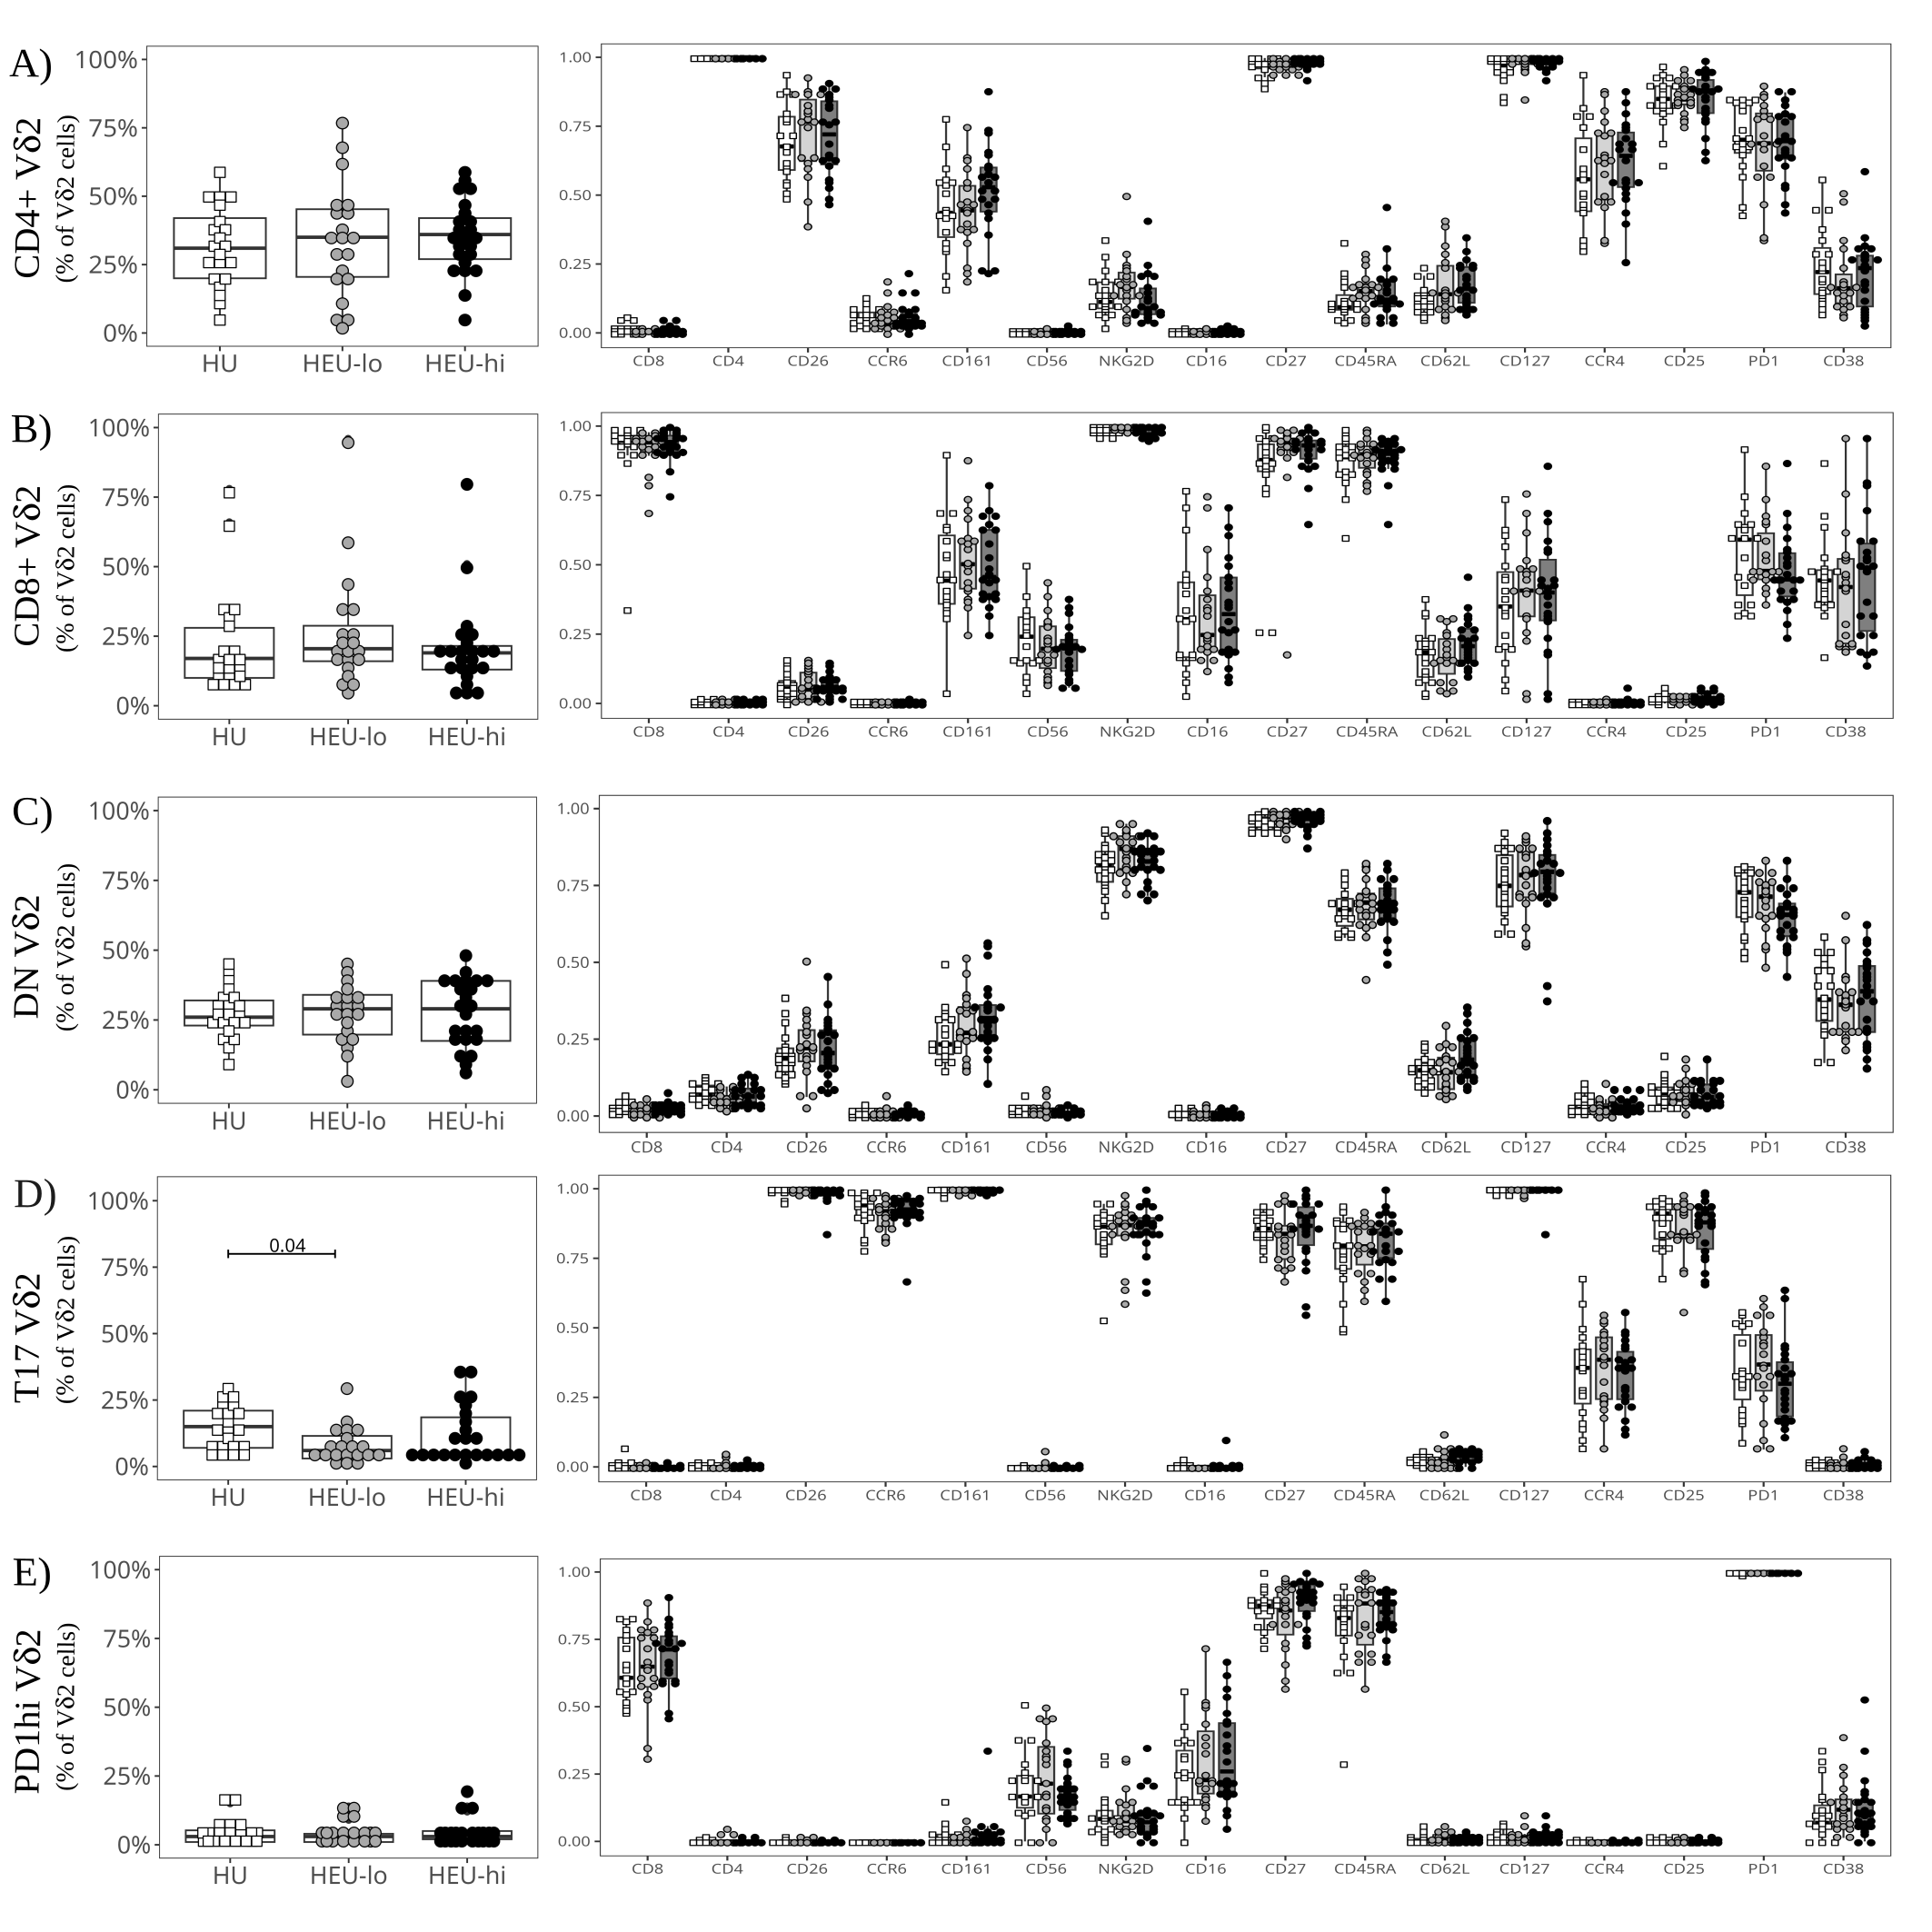 A)
CD4+ Vδ2
(% of Vδ2 cells)
100%
75%
50%
25%
0%
HU HEU-lo HEU-hi
1.00
0.75
0.50
0.25
0.00
CD8 CD4 CD26 CCR6 CD161 CD56 NKG2D CD16 CD27 CD45RA CD62L CD127 CCR4 CD25 PD1 CD38
B)
CD8+ Vδ2
(% of Vδ2 cells)
100%
75%
50%
25%
0%
HU HEU-lo HEU-hi
1.00
0.75
0.50
0.25
0.00
CD8 CD4 CD26 CCR6 CD161 CD56 NKG2D CD16 CD27 CD45RA CD62L CD127 CCR4 CD25 PD1 CD38
C)
DN Vδ2
(% of Vδ2 cells)
100%
75%
50%
25%
0%
HU HEU-lo HEU-hi
1.00
0.75
0.50
0.25
0.00
CD8 CD4 CD26 CCR6 CD161 CD56 NKG2D CD16 CD27 CD45RA CD62L CD127 CCR4 CD25 PD1 CD38
D)
T17 Vδ2
(% of Vδ2 cells)
100%
75%
50%
25%
0%
0.04
HU HEU-lo HEU-hi
1.00
0.75
0.50
0.25
0.00
CD8 CD4 CD26 CCR6 CD161 CD56 NKG2D CD16 CD27 CD45RA CD62L CD127 CCR4 CD25 PD1 CD38
E)
PD1hi Vδ2
(% of Vδ2 cells)
100%
75%
50%
25%
0%
HU HEU-lo HEU-hi
1.00
0.75
0.50
0.25
0.00
CD8 CD4 CD26 CCR6 CD161 CD56 NKG2D CD16 CD27 CD45RA CD62L CD127 CCR4 CD25 PD1 CD38